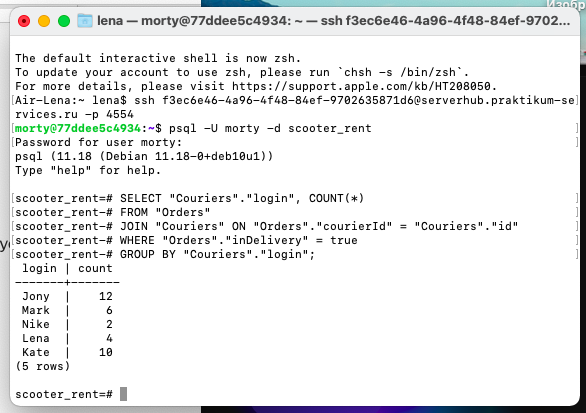 Изобр
lena — morty@77ddee5c4934: ~ — ssh f3ec6e46-4a96-4f48-84ef-9702...
The default interactive shell is now zsh.
To update your account to use zsh, please run `chsh -s /bin/zsh`.
For more details, please visit https://support.apple.com/kb/HT208050.
[Air-Lena:~ lena$ ssh f3ec6e46-4a96-4f48-84ef-9702635871d6@serverhub.praktikum-se]
rvices.ru -p 4554
[morty@77ddee5c4934:~$ psql -U morty -d scooter_rent ]
[Password for user morty: ]
psql (11.18 (Debian 11.18-0+deb10u1))
Type "help" for help.
[scooter_rent=# SELECT "Couriers"."login", COUNT(*) ]
[scooter_rent=# FROM "Orders" ]
[scooter_rent=# JOIN "Couriers" ON "Orders"."courierId" = "Couriers"."id" ]
[scooter_rent=# WHERE "Orders"."inDelivery" = true ]
[scooter_rent=# GROUP BY "Couriers"."login"; ]
login | count
-------+-------
Jony | 12
Mark | 6
Nike | 2
Lena | 4
Kate | 10
(5 rows)
scooter_rent=#